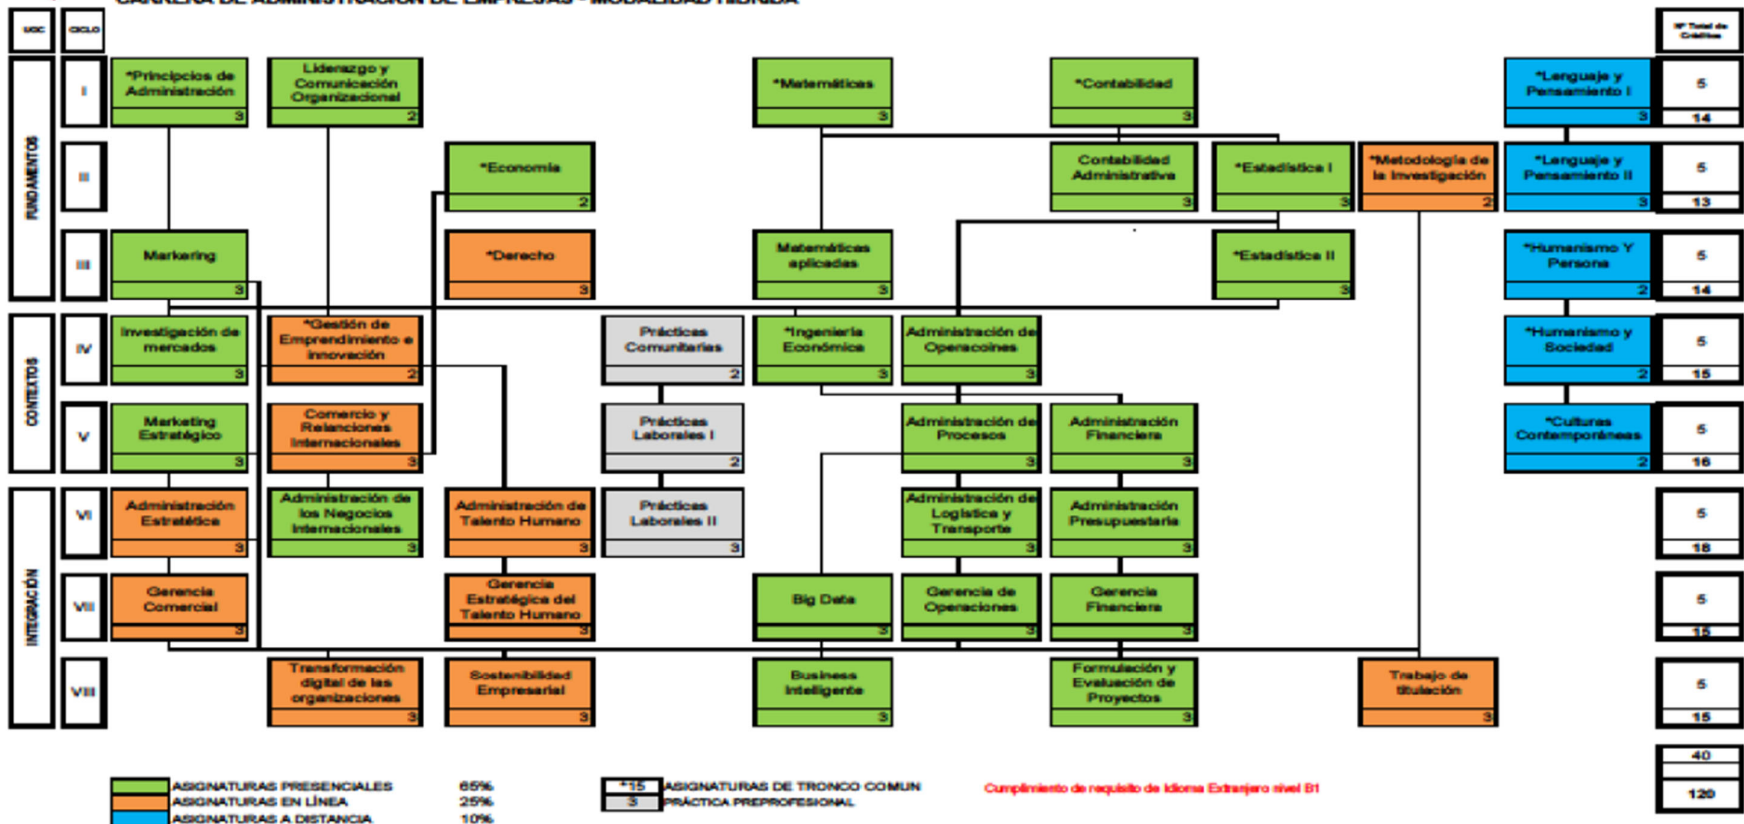 CARRERA DE ADMINISTRACIÓN DE EMPRESAS - MODALIDAD HÍBRIDA
UOC
CICLO
Nº Total de
Créditos
FUNDAMENTOS
I
*Principcios de
Administración
3
Liderazgo y
Comunicación
Organizacional
2
*Matemáticas
3
*Contabilidad
3
*Lenguaje y
Pensamiento I
3
5
14
II
*Economía
2
Contabilidad
Administrativa
3
*Estadística I
3
*Metodología de
la Investigación
2
*Lenguaje y
Pensamiento II
3
5
13
III
Markering
3
*Derecho
3
Matemáticas
aplicadas
3
*Estadística II
3
*Humanismo Y
Persona
2
5
14
CONTEXTOS
IV
Investigación de
mercados
3
*Gestión de
Emprendimiento e
innovación
2
Prácticas
Comunitarias
2
*Ingeniería
Económica
3
Administración de
Operacoines
3
*Humanismo y
Sociedad
2
5
15
V
Marketing
Estratégico
3
Comercio y
Relanciones
Internacionales
3
Prácticas
Laborales I
2
Administración de
Procesos
3
Administración
Financiera
3
*Culturas
Contemporáneas
2
5
16
INTEGRACIÓN
VI
Administración
Estratética
3
Administración de
los Negocios
Internacionales
3
Administración de
Talento Humano
3
Prácticas
Laborales II
3
Administración de
Logística y
Transporte
3
Administración
Presupuestaria
3
5
18
VII
Gerencia
Comercial
3
Gerencia
Estratégica del
Talento Humano
3
Big Data
3
Gerencia de
Operaciones
3
Gerencia
Financiera
3
5
15
VIII
Transformación
digital de las
organizaciones
3
Sostenibilidad
Empresarial
3
Business
Intelligente
3
Formulación y
Evaluación de
Proyectos
3
Trabajo de
titulación
3
5
15
40
120
ASIGNATURAS PRESENCIALES 65%
ASIGNATURAS EN LÍNEA 25%
ASIGNATURAS A DISTANCIA 10%
*15 ASIGNATURAS DE TRONCO COMUN
3 PRÁCTICA PREPROFESIONAL
Cumplimiento de requisito de Idioma Extranjero nivel B1